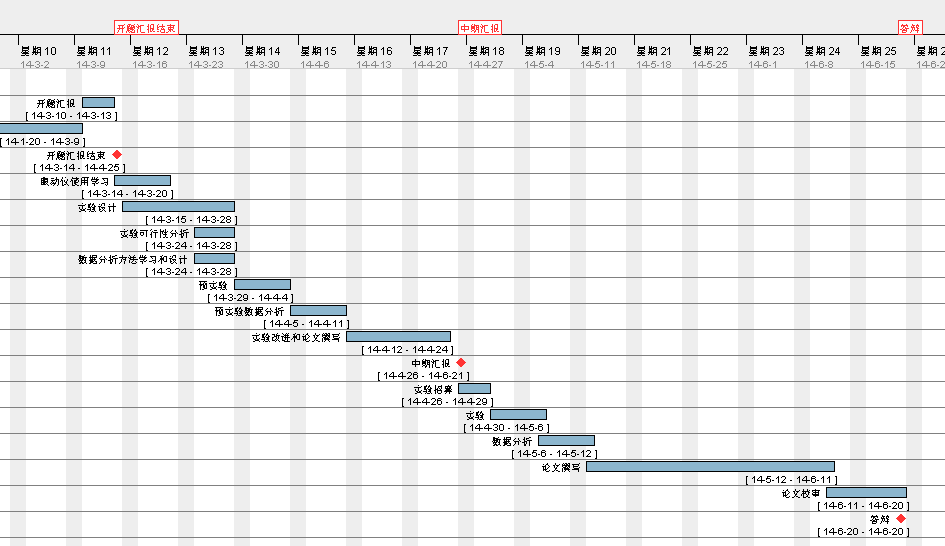 开题汇报结束 中期汇报 答辩
星期 10 星期 11 星期 12 星期 13 星期 14 星期 15 星期 16 星期 17 星期 18 星期 19 星期 20 星期 21 星期 22 星期 23 星期 24 星期 25 星期 2
14-3-2 14-3-9 14-3-16 14-3-23 14-3-30 14-4-6 14-4-13 14-4-20 14-4-27 14-5-4 14-5-11 14-5-18 14-5-25 14-6-1 14-6-8 14-6-15 14-6-2
开题汇报
[ 14-3-10 - 14-3-13 ]
[ 14-1-20 - 14-3-9 ]
开题汇报结束
[ 14-3-14 - 14-4-25 ]
眼动仪使用学习
[ 14-3-14 - 14-3-20 ]
实验设计
[ 14-3-15 - 14-3-28 ]
实验可行性分析
[ 14-3-24 - 14-3-28 ]
数据分析方法学习和设计
[ 14-3-24 - 14-3-28 ]
预实验
[ 14-3-29 - 14-4-4 ]
预实验数据分析
[ 14-4-5 - 14-4-11 ]
实验改进和论文撰写
[ 14-4-12 - 14-4-24 ]
中期汇报
[ 14-4-26 - 14-6-21 ]
实验招募
[ 14-4-26 - 14-4-29 ]
实验
[ 14-4-30 - 14-5-6 ]
数据分析
[ 14-5-6 - 14-5-12 ]
论文撰写
[ 14-5-12 - 14-6-11 ]
论文校审
[ 14-6-11 - 14-6-20 ]
答辩
[ 14-6-20 - 14-6-20 ]